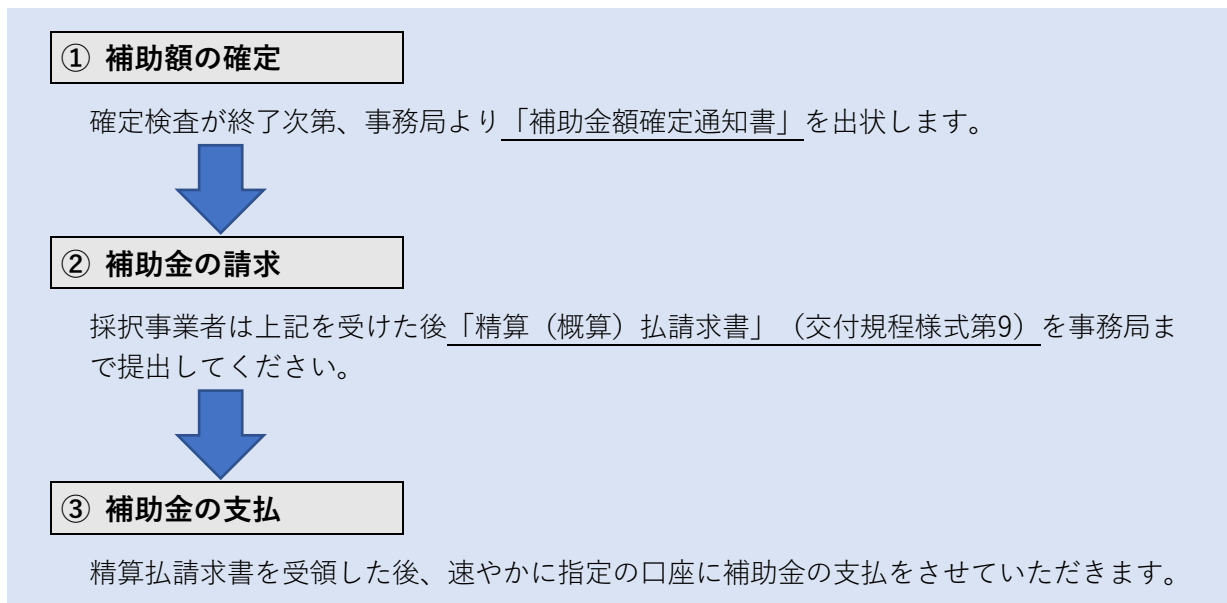 ① 補助額の確定
確定検査が終了次第、事務局より「補助金額確定通知書」を出状します。
② 補助金の請求
採択事業者は上記を受けた後「精算（概算）払請求書」（交付規程様式第9）を事務局ま
で提出してください。
③ 補助金の支払
精算払請求書を受領した後、速やかに指定の口座に補助金の支払をさせていただきます。